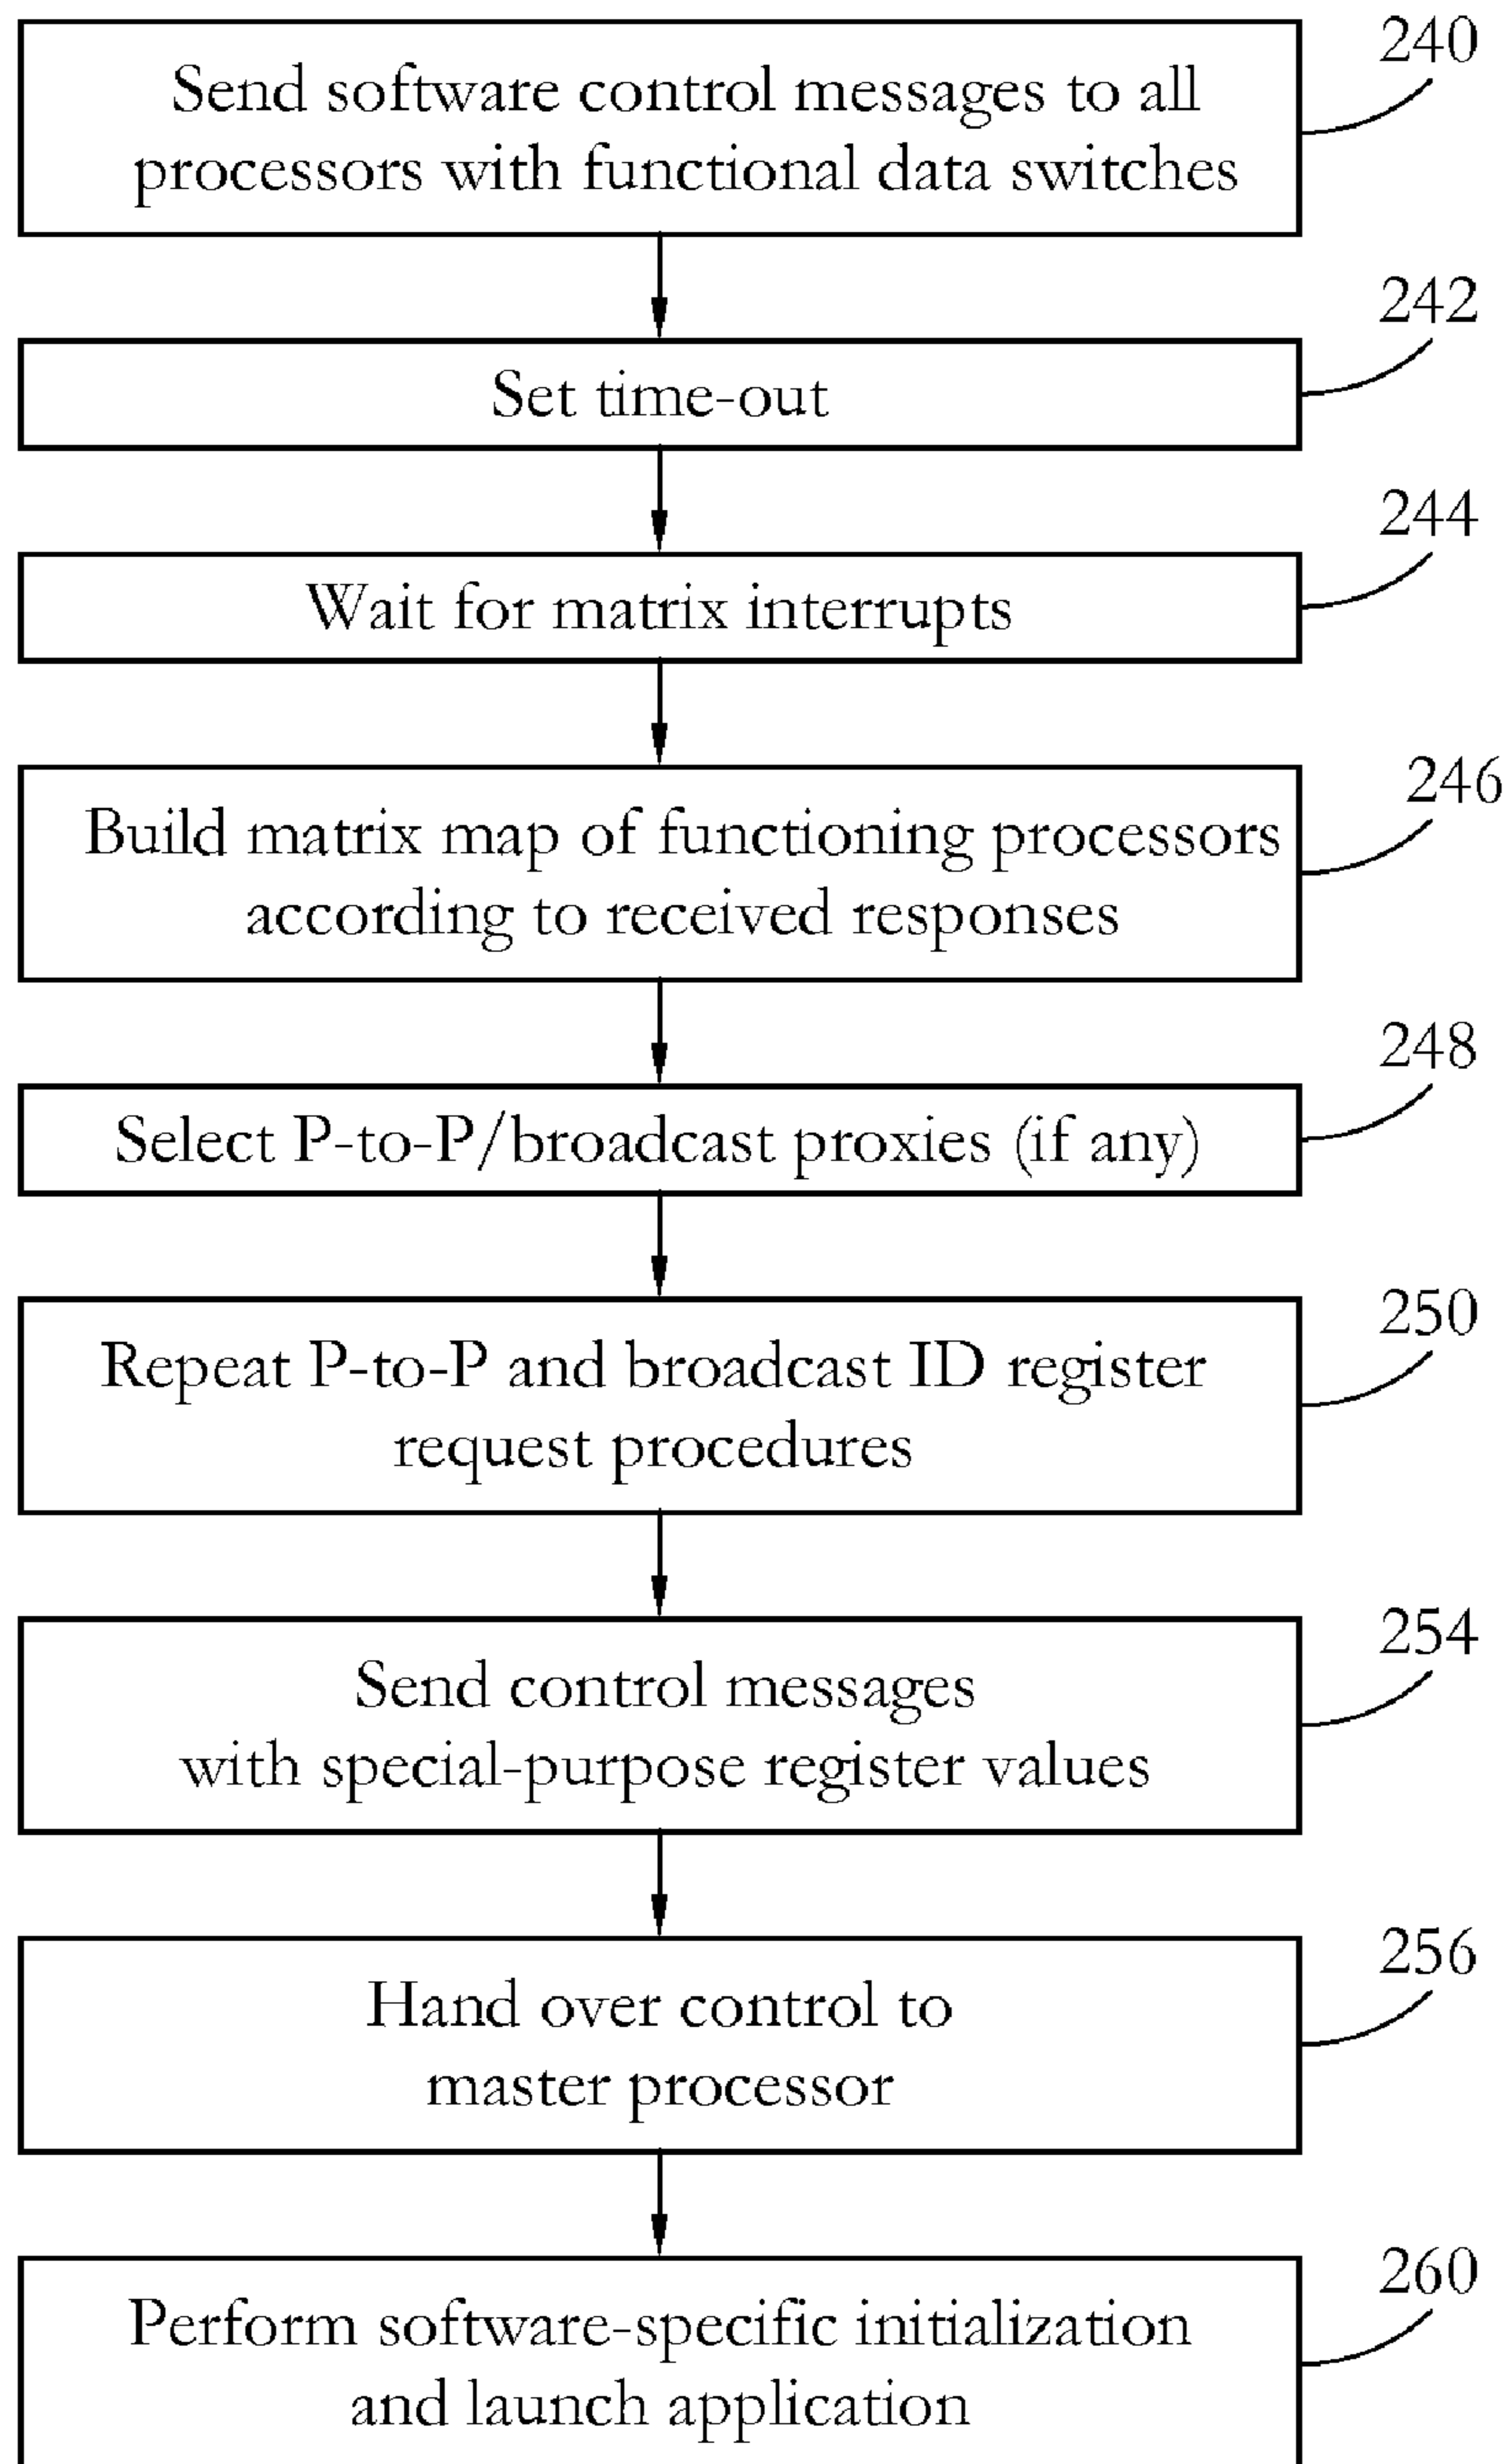 240
Send software control messages to all
processors with functional data switches
242
Set time-out
244
Wait for matrix interrupts
246
Build matrix map of functioning processors
according to received responses
248
Select P-to-P/broadcast proxies (if any)
250
Repeat P-to-P and broadcast ID register
request procedures
254
Send control messages
with special-purpose register values
256
Hand over control to
master processor
260
Perform software-specific initialization
and launch application